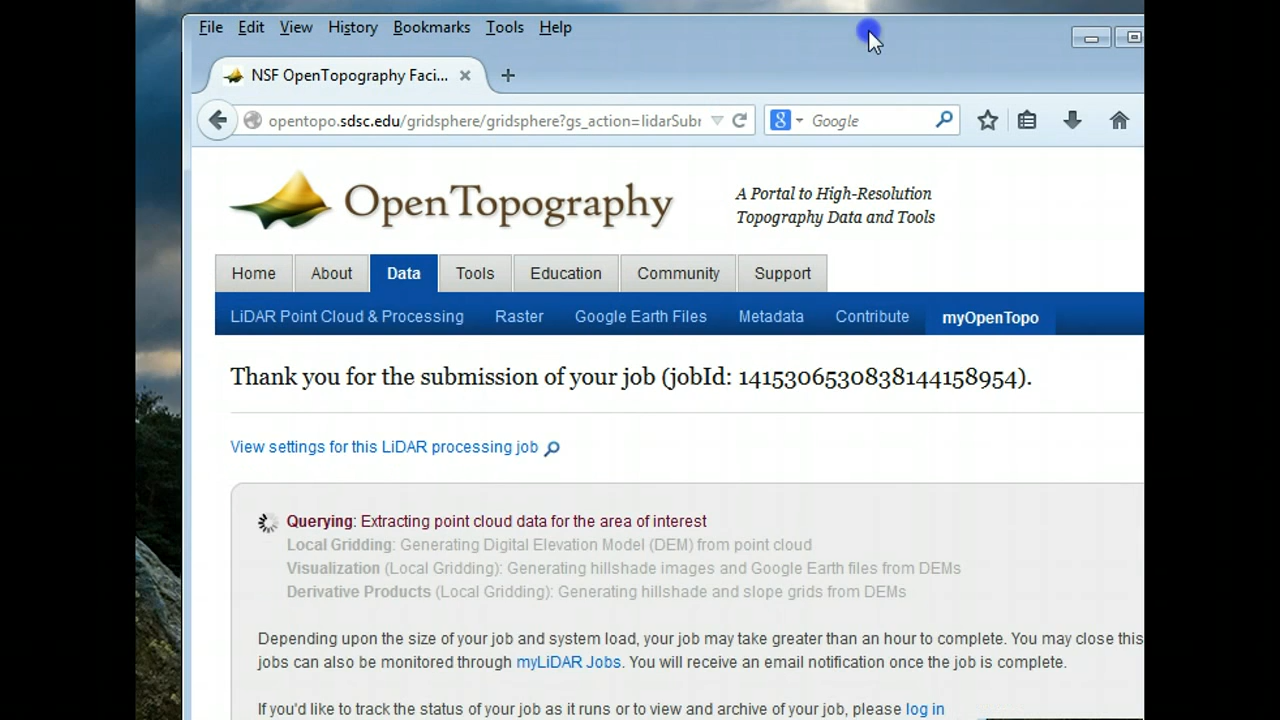 File Edit View History Bookmarks Tools Help
NSF OpenTopography Faci...
opentopo.sdsc.edu/gridsphere/gridsphere?gs_action=lidarSubr
8 Google
OpenTopography
A Portal to High-Resolution
Topography Data and Tools
Home About Data Tools Education Community Support
LiDAR Point Cloud & Processing Raster Google Earth Files Metadata Contribute myOpenTopo
Thank you for the submission of your job (jobId: 1415306530838144158954).
View settings for this LiDAR processing job
Querying: Extracting point cloud data for the area of interest
Local Gridding: Generating Digital Elevation Model (DEM) from point cloud
Visualization (Local Gridding): Generating hillshade images and Google Earth files from DEMs
Derivative Products (Local Gridding): Generating hillshade and slope grids from DEMs
Depending upon the size of your job and system load, your job may take greater than an hour to complete. You may close this
jobs can also be monitored through myLiDAR Jobs. You will receive an email notification once the job is complete.
If you'd like to track the status of your job as it runs or to view and archive of your job, please log in